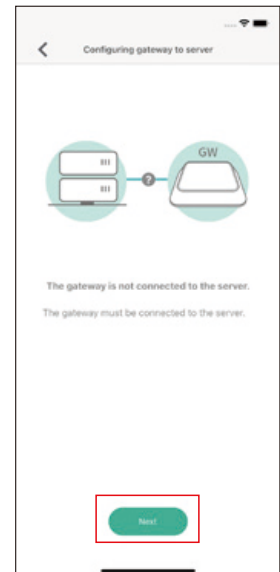 Configuring gateway to server
GW
?
The gateway is not connected to the server.
The gateway must be connected to the server.
Next